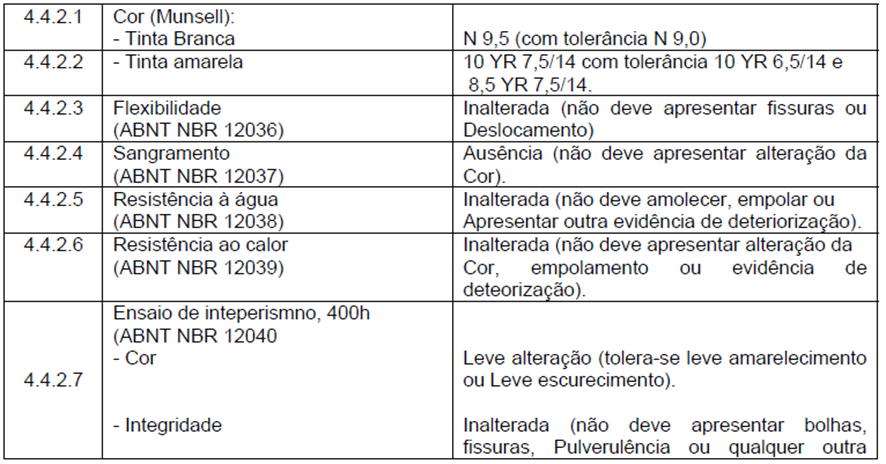 4.4.2.1 Cor (Munsell):
- Tinta Branca N 9,5 (com tolerância N 9,0)
4.4.2.2 - Tinta amarela 10 YR 7,5/14 com tolerância 10 YR 6,5/14 e
8,5 YR 7,5/14.
4.4.2.3 Flexibilidade Inalterada (não deve apresentar fissuras ou
(ABNT NBR 12036) Deslocamento)
4.4.2.4 Sangramento Ausência (não deve apresentar alteração da
(ABNT NBR 12037) Cor).
4.4.2.5 Resistência à água Inalterada (não deve amolecer, empolar ou
(ABNT NBR 12038) Apresentar outra evidência de deteriorização).
4.4.2.6 Resistência ao calor Inalterada (não deve apresentar alteração da
(ABNT NBR 12039) Cor, empolamento ou evidência de
deteorização).
Ensaio de inteperismno, 400h
(ABNT NBR 12040
- Cor Leve alteração (tolera-se leve amarelecimento
4.4.2.7 ou Leve escurecimento).
- Integridade Inalterada (não deve apresentar bolhas,
fissuras, Pulverulência ou qualquer outra